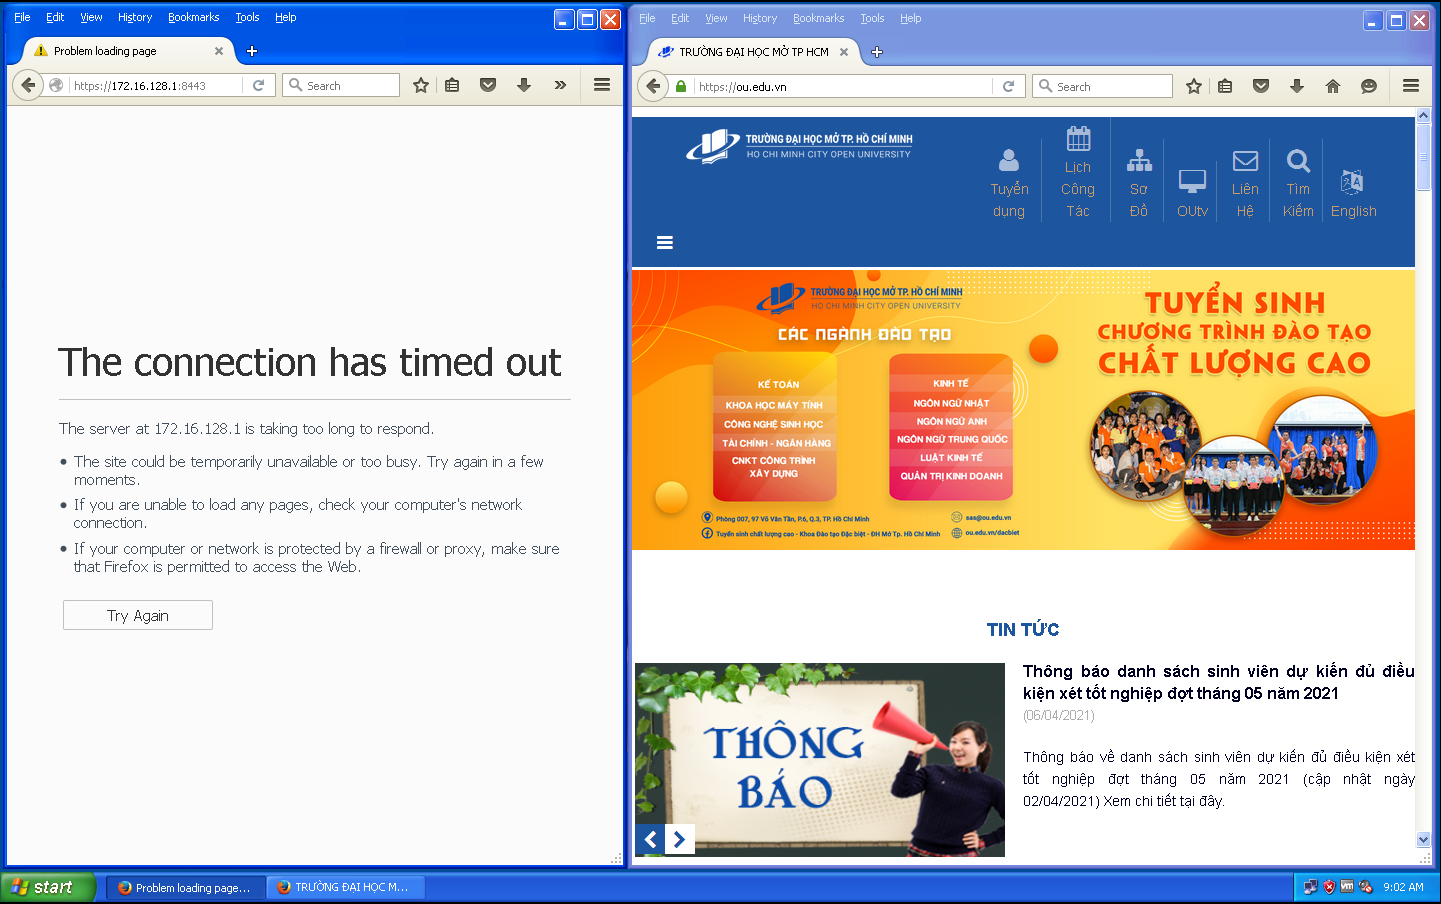 File Edit View History Bookmarks Tools Help
Problem loading page
https://172.16.128.1:8443
Search
The connection has timed out
The server at 172.16.128.1 is taking too long to respond.
• The site could be temporarily unavailable or too busy. Try again in a few
moments.
• If you are unable to load any pages, check your computer's network
connection.
• If your computer or network is protected by a firewall or proxy, make sure
that Firefox is permitted to access the Web.
Try Again
File Edit View History Bookmarks Tools Help
TRƯỜNG ĐẠI HỌC MỞ TP HCM
https://ou.edu.vn
Search
TRƯỜNG ĐẠI HỌC MỞ TP. HỒ CHÍ MINH
HO CHI MINH CITY OPEN UNIVERSITY
Tuyển
dụng
Lịch
Công
Tác
Sơ
Đồ
OUtv
Liên
Hệ
Tìm
Kiếm
English
TRƯỜNG ĐẠI HỌC MỞ TP. HỒ CHÍ MINH
HO CHI MINH CITY OPEN UNIVERSITY
CÁC NGÀNH ĐÀO TẠO
KẾ TOÁN
KHOA HỌC MÁY TÍNH
CÔNG NGHỆ SINH HỌC
TÀI CHÍNH - NGÂN HÀNG
CNKT CÔNG TRÌNH
XÂY DỰNG
KINH TẾ
NGÔN NGỮ NHẬT
NGÔN NGỮ ANH
NGÔN NGỮ TRUNG QUỐC
LUẬT KINH TẾ
QUẢN TRỊ KINH DOANH
TUYỂN SINH
CHƯƠNG TRÌNH ĐÀO TẠO
CHẤT LƯỢNG CAO
Phòng 007, 97 Võ Văn Tần, P.6, Q.3, TP. Hồ Chí Minh
sas@ou.edu.vn
Tuyển sinh chất lượng cao - Khoa Đào tạo Đặc biệt - ĐH Mở Tp. Hồ Chí Minh
ou.edu.vn/dacbiet
TIN TỨC
THÔNG
BÁO
Thông báo danh sách sinh viên dự kiến đủ điều
kiện xét tốt nghiệp đợt tháng 05 năm 2021
(06/04/2021)
Thông báo về danh sách sinh viên dự kiến đủ điều kiện xét
tốt nghiệp đợt tháng 05 năm 2021 (cập nhật ngày
02/04/2021) Xem chi tiết tại đây.
start
Problem loading page...
TRƯỜNG ĐẠI HỌC M...
vm
9:02 AM